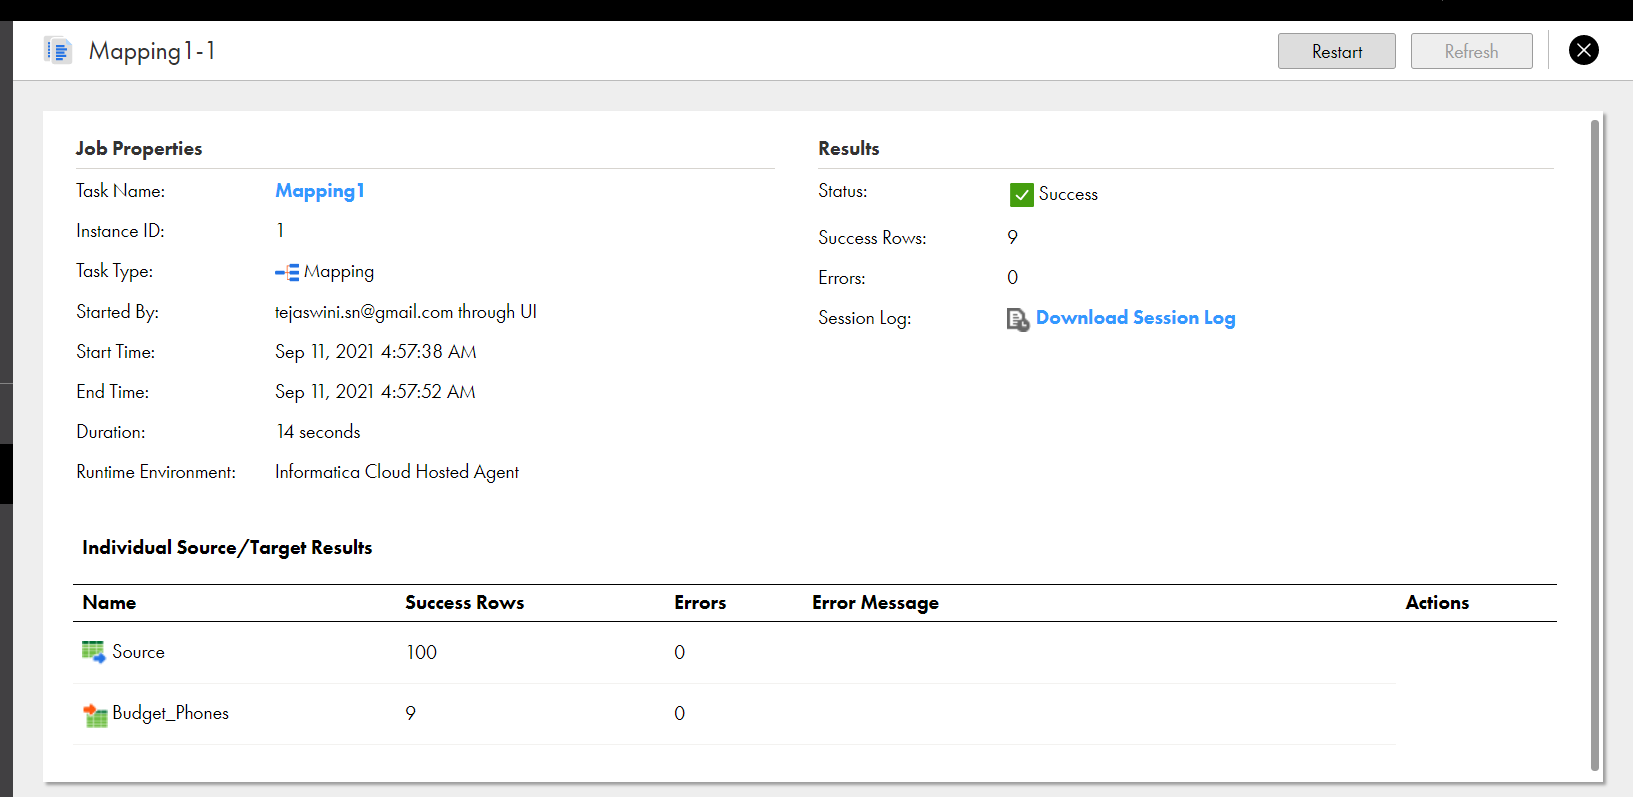 Mapping1-1
Restart
Refresh
Job Properties
Task Name: Mapping1
Instance ID: 1
Task Type: Mapping
Started By: tejaswini.sn@gmail.com through UI
Start Time: Sep 11, 2021 4:57:38 AM
End Time: Sep 11, 2021 4:57:52 AM
Duration: 14 seconds
Runtime Environment: Informatica Cloud Hosted Agent
Results
Status: Success
Success Rows: 9
Errors: 0
Session Log: Download Session Log
Individual Source/Target Results
Name Success Rows Errors Error Message Actions
Source 100 0
Budget_Phones 9 0